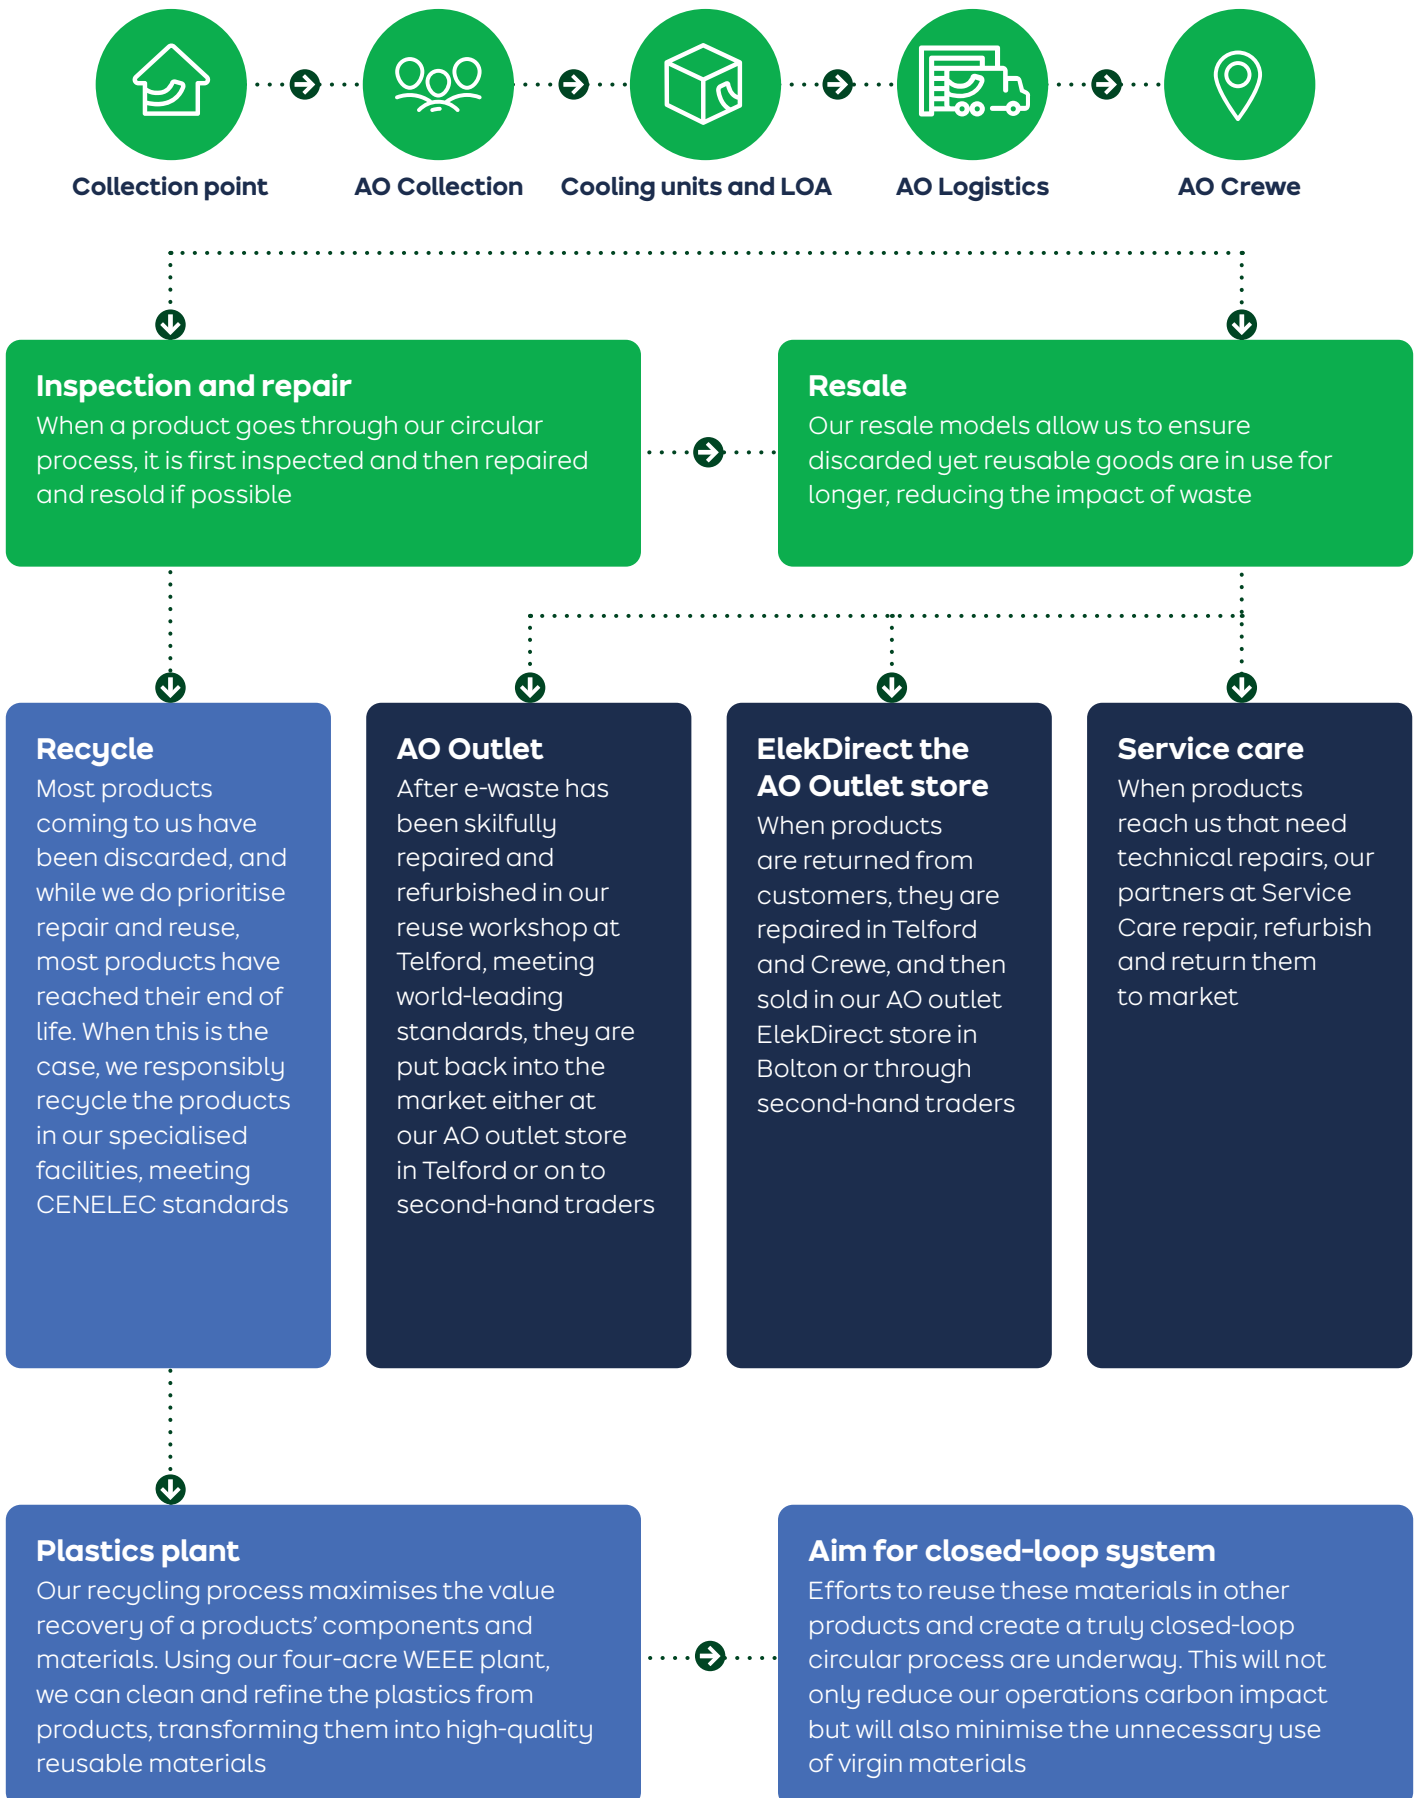 Collection point
AO Collection
Cooling units and LOA
AO Logistics
AO Crewe
Inspection and repair
When a product goes through our circular
process, it is first inspected and then repaired
and resold if possible
Resale
Our resale models allow us to ensure
discarded yet reusable goods are in use for
longer, reducing the impact of waste
Recycle
Most products
coming to us have
been discarded, and
while we do prioritise
repair and reuse,
most products have
reached their end of
life. When this is the
case, we responsibly
recycle the products
in our specialised
facilities, meeting
CENELEC standards
AO Outlet
After e-waste has
been skilfully
repaired and
refurbished in our
reuse workshop at
Telford, meeting
world-leading
standards, they are
put back into the
market either at
our AO outlet store
in Telford or on to
second-hand traders
ElekDirect the
AO Outlet store
When products
are returned from
customers, they are
repaired in Telford
and Crewe, and then
sold in our AO outlet
ElekDirect store in
Bolton or through
second-hand traders
Service care
When products
reach us that need
technical repairs, our
partners at Service
Care repair, refurbish
and return them
to market
Plastics plant
Our recycling process maximises the value
recovery of a products’ components and
materials. Using our four-acre WEEE plant,
we can clean and refine the plastics from
products, transforming them into high-quality
reusable materials
Aim for closed-loop system
Efforts to reuse these materials in other
products and create a truly closed-loop
circular process are underway. This will not
only reduce our operations carbon impact
but will also minimise the unnecessary use
of virgin materials